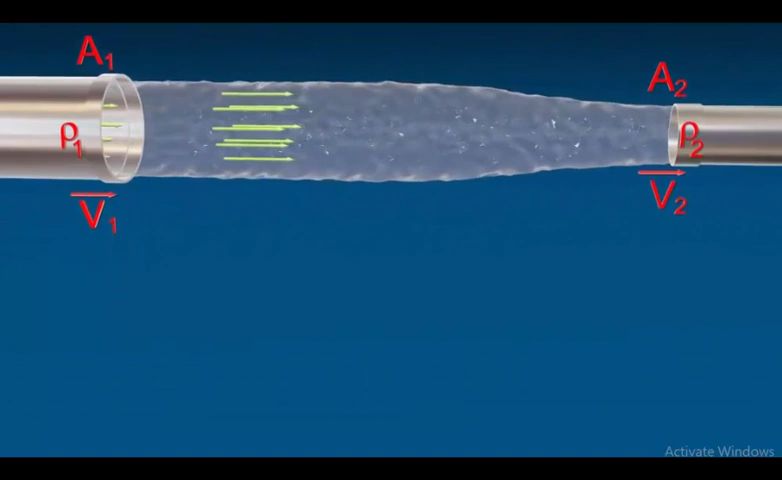 A₁
A₂
ρ₁
ρ₂
V₁
V₂
Activate Windows